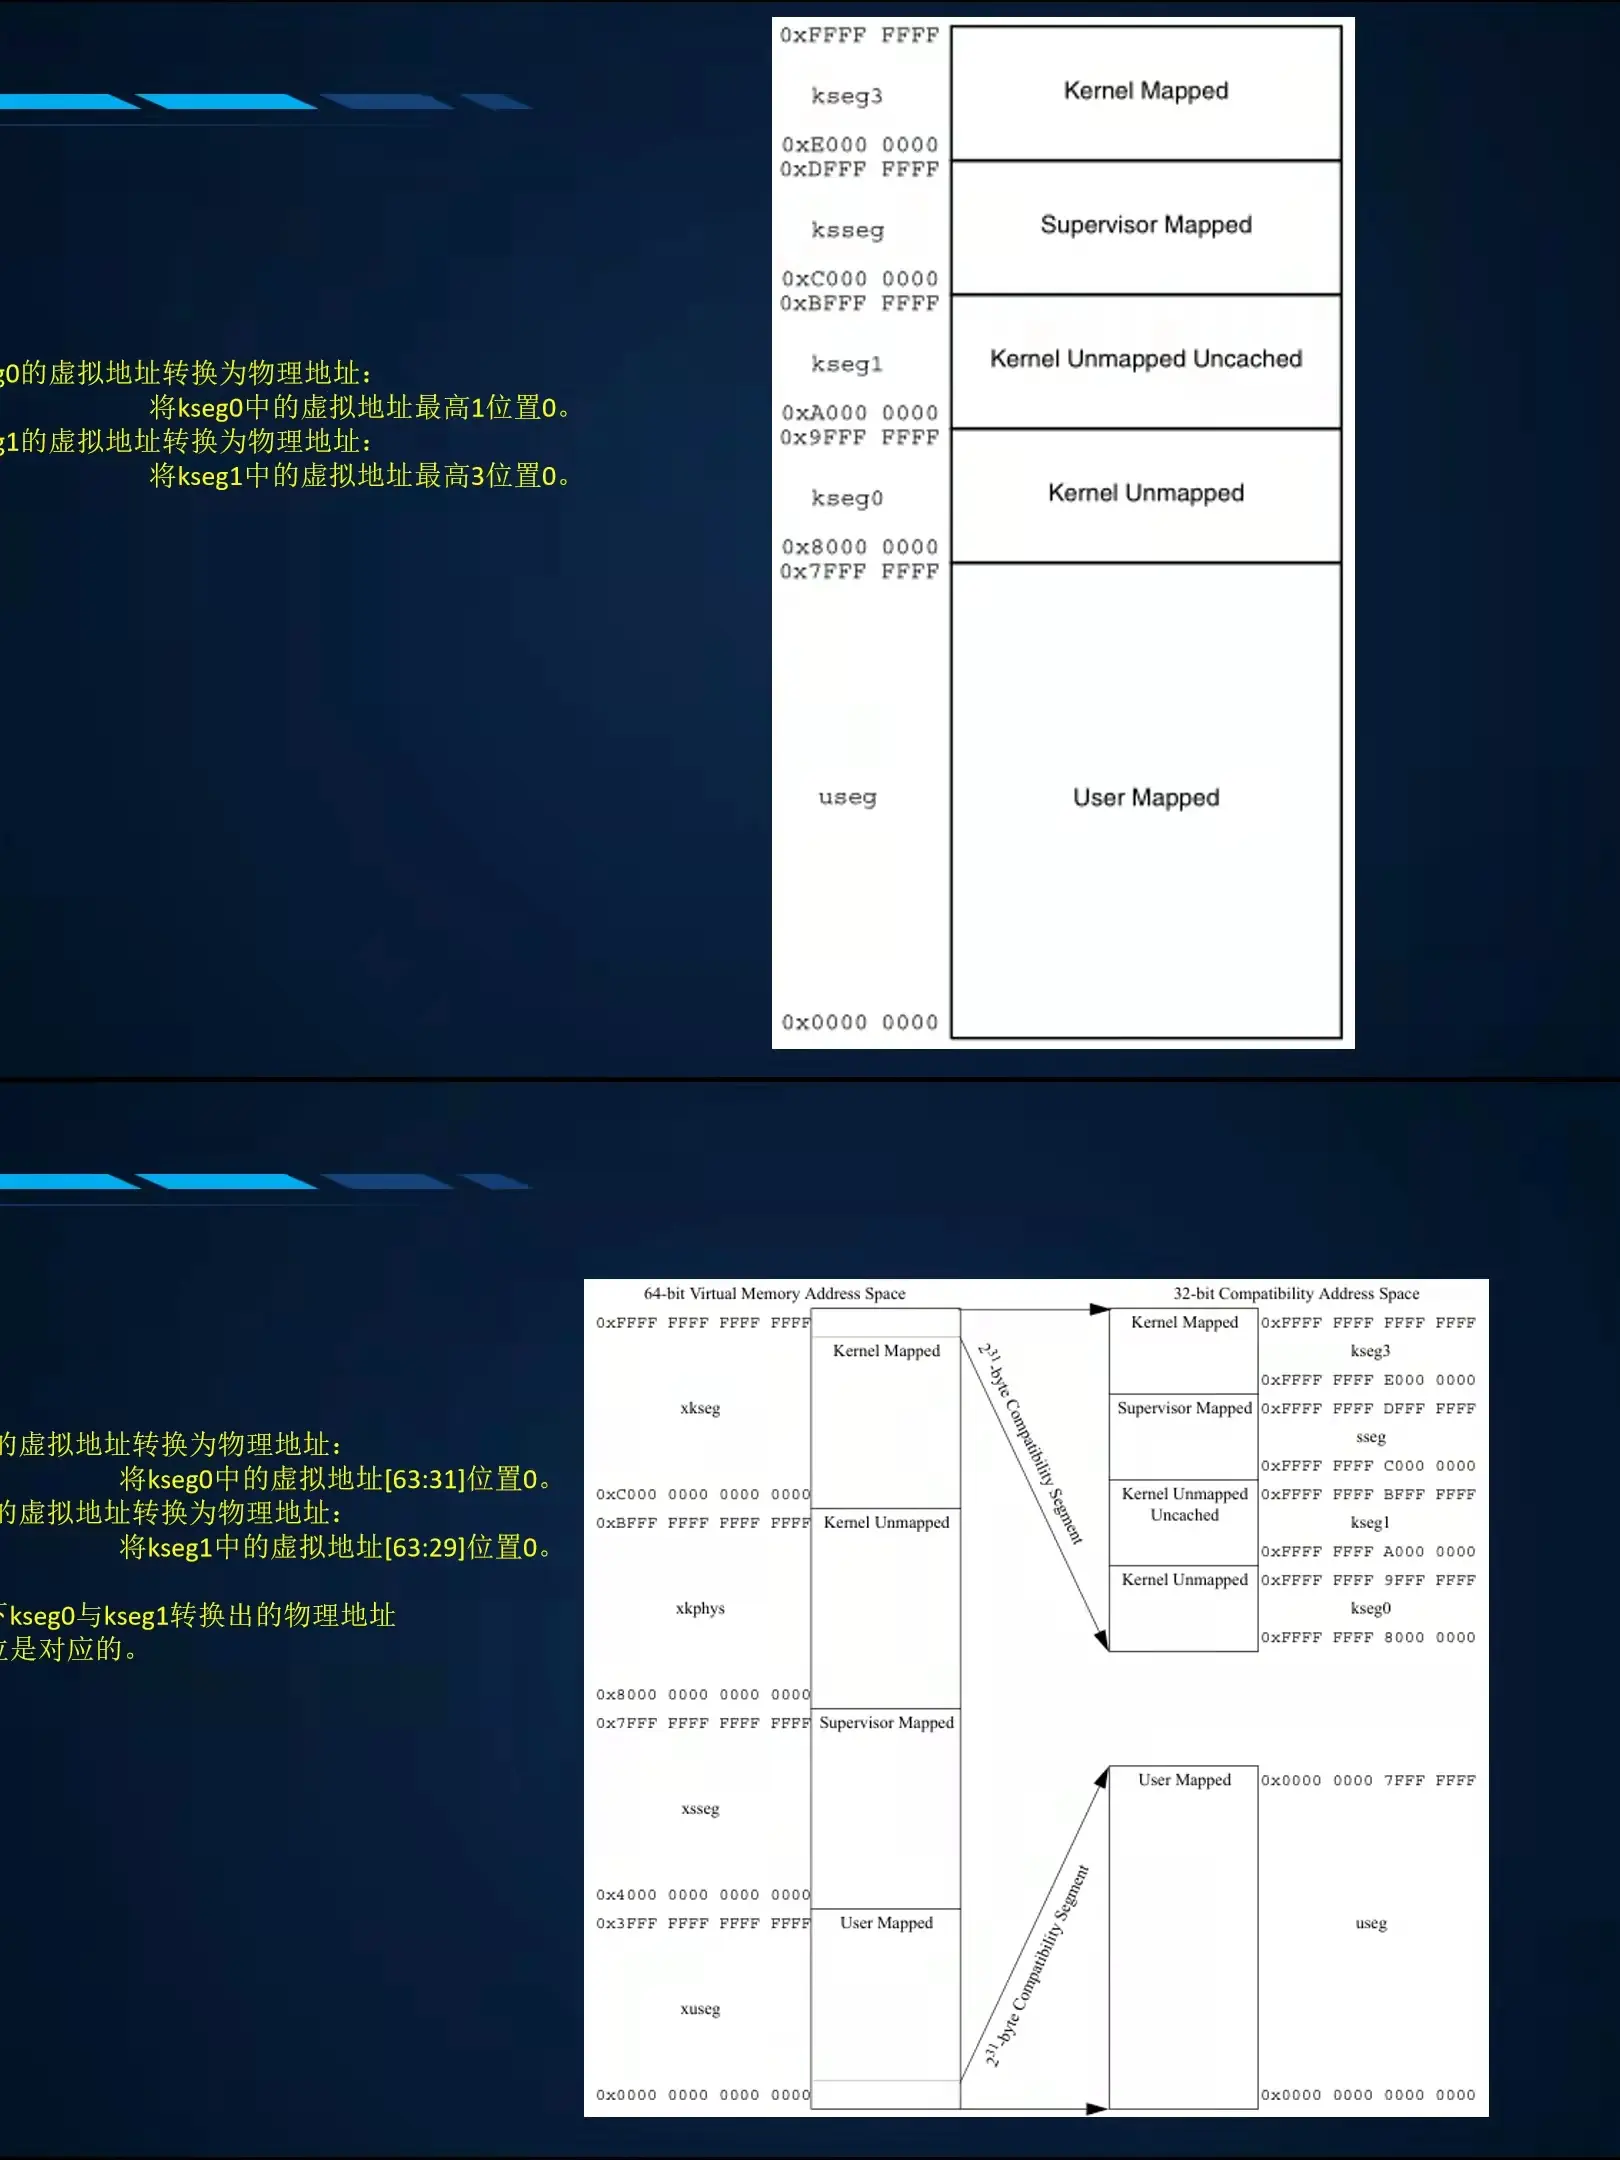 0xFFFF FFFF
kseg3
Kernel Mapped
0xE000 0000
0xDFFF FFFF
ksseg
Supervisor Mapped
0xC000 0000
0xBFFF FFFF
kseg1
Kernel Unmapped Uncached
0xA000 0000
0x9FFF FFFF
kseg0
Kernel Unmapped
0x8000 0000
0x7FFF FFFF
useg
User Mapped
0x0000 0000
g0的虚拟地址转换为物理地址：
将kseg0中的虚拟地址最高1位置0。
g1的虚拟地址转换为物理地址：
将kseg1中的虚拟地址最高3位置0。
的虚拟地址转换为物理地址：
将kseg0中的虚拟地址[63:31]位置0。
的虚拟地址转换为物理地址：
将kseg1中的虚拟地址[63:29]位置0。
下kseg0与kseg1转换出的物理地址
位是对应的。
64-bit Virtual Memory Address Space
0xFFFF FFFF FFFF FFFF
Kernel Mapped
xkseg
0xC000 0000 0000 0000
0xBFFF FFFF FFFF FFFF
Kernel Unmapped
xkphys
0x8000 0000 0000 0000
0x7FFF FFFF FFFF FFFF
Supervisor Mapped
xsseg
0x4000 0000 0000 0000
0x3FFF FFFF FFFF FFFF
User Mapped
xuseg
0x0000 0000 0000 0000
2³¹-byte Compatibility Segment
2³¹-byte Compatibility Segment
32-bit Compatibility Address Space
Kernel Mapped
0xFFFF FFFF FFFF FFFF
kseg3
0xFFFF FFFF E000 0000
Supervisor Mapped
0xFFFF FFFF DFFF FFFF
sseg
0xFFFF FFFF C000 0000
Kernel Unmapped
Uncached
0xFFFF FFFF BFFF FFFF
kseg1
0xFFFF FFFF A000 0000
Kernel Unmapped
0xFFFF FFFF 9FFF FFFF
kseg0
0xFFFF FFFF 8000 0000
User Mapped
0x0000 0000 7FFF FFFF
useg
0x0000 0000 0000 0000